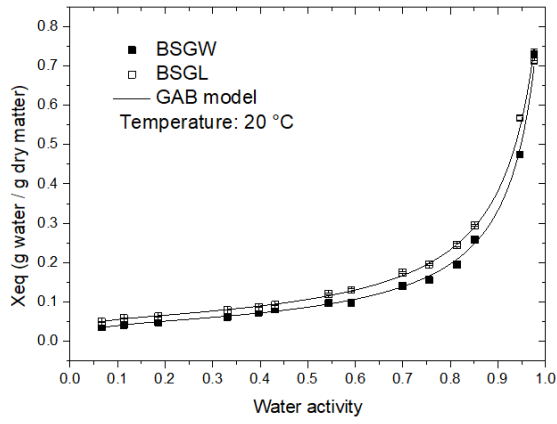 0.8
0.7
0.6
0.5
0.4
0.3
0.2
0.1
0.0
Xeq (g water / g dry matter)
BSGW
BSGL
GAB model
Temperature: 20 °C
0.0 0.1 0.2 0.3 0.4 0.5 0.6 0.7 0.8 0.9 1.0
Water activity